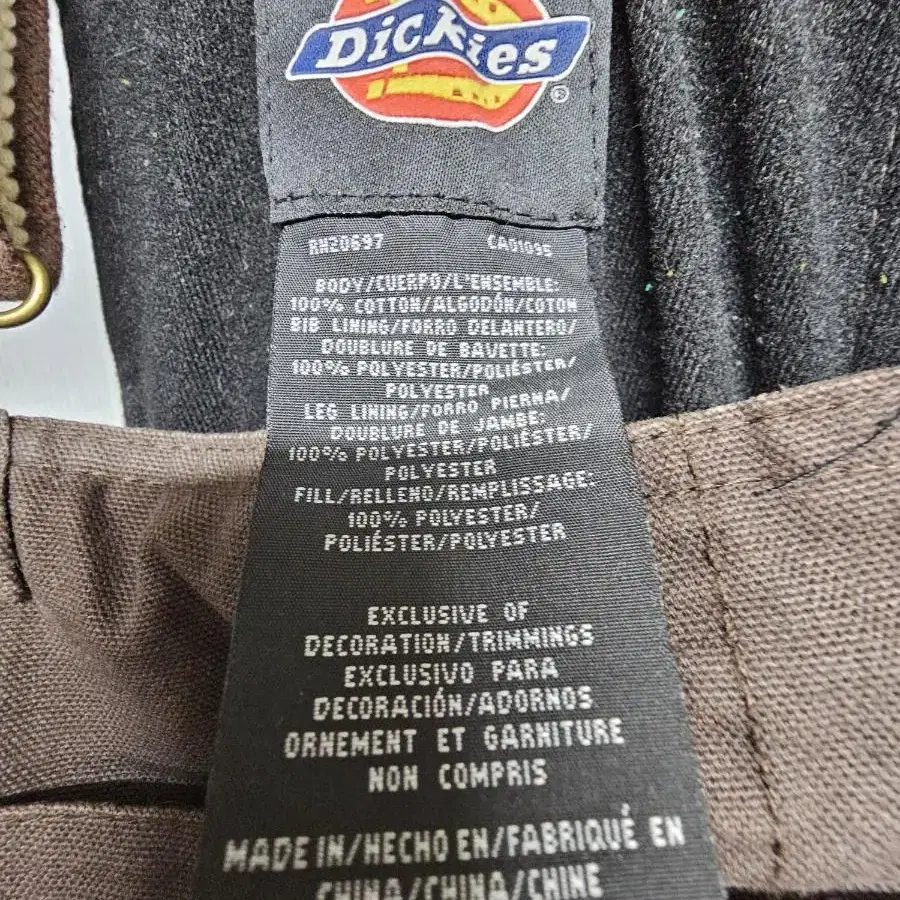 Dickies
®
RN20697 CA01095
BODY/CUERPO/L'ENSEMBLE:
100% COTTON/ALGODÓN/COTON
BIB LINING/FORRO DELANTERO/
DOUBLURE DE BAVETTE:
100% POLYESTER/POLIÉSTER/
POLYESTER
LEG LINING/FORRO PIERNA/
DOUBLURE DE JAMBE:
100% POLYESTER/POLIÉSTER/
POLYESTER
FILL/RELLENO/REMPLISSAGE:
100% POLYESTER/
POLIÉSTER/POLYESTER
EXCLUSIVE OF
DECORATION/TRIMMINGS
EXCLUSIVO PARA
DECORACIÓN/ADORNOS
ORNEMENT ET GARNITURE
NON COMPRIS
MADE IN/HECHO EN/FABRIQUÉ EN
CHINA/CHINA/CHINE